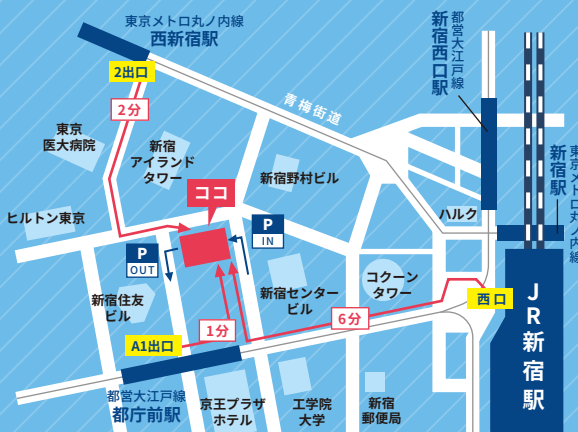 東京メトロ丸ノ内線
西新宿駅
2出口
2分
東京
医大病院
新宿
アイランド
タワー
青梅街道
都営大江戸線
新宿西口駅
新宿野村ビル
ココ
ヒルトン東京
P
IN
P
OUT
ハルク
東京メトロ丸ノ内線
新宿駅
新宿住友
ビル
新宿センター
ビル
コクーン
タワー
西口
JR新宿駅
1分
6分
A1出口
都営大江戸線
都庁前駅
京王プラザ
ホテル
工学院
大学
新宿
郵便局